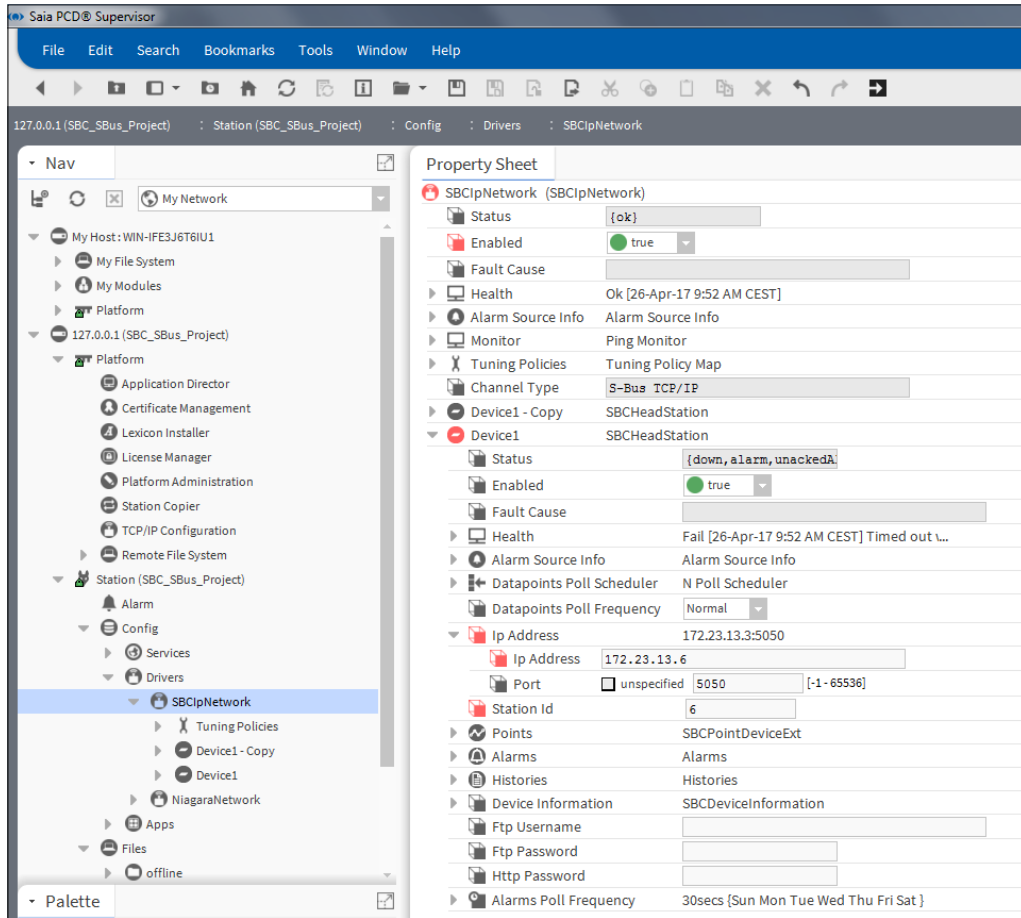 Saia PCD® Supervisor
File Edit Search Bookmarks Tools Window Help
127.0.0.1 (SBC_SBus_Project) : Station (SBC_SBus_Project) : Config : Drivers : SBCIpNetwork
Nav
My Network
My Host : WIN-IFE3J6T6IU1
My File System
My Modules
Platform
127.0.0.1 (SBC_SBus_Project)
Platform
Application Director
Certificate Management
Lexicon Installer
License Manager
Platform Administration
Station Copier
TCP/IP Configuration
Remote File System
Station (SBC_SBus_Project)
Alarm
Config
Services
Drivers
SBCIpNetwork
Tuning Policies
Device1 - Copy
Device1
NiagaraNetwork
Apps
Files
offline
Palette
Property Sheet
SBCIpNetwork (SBCIpNetwork)
Status {ok}
Enabled true
Fault Cause
Health Ok [26-Apr-17 9:52 AM CEST]
Alarm Source Info Alarm Source Info
Monitor Ping Monitor
Tuning Policies Tuning Policy Map
Channel Type S-Bus TCP/IP
Device1 - Copy SBCHeadStation
Device1 SBCHeadStation
Status {down,alarm,unackedA
Enabled true
Fault Cause
Health Fail [26-Apr-17 9:52 AM CEST] Timed out \...
Alarm Source Info Alarm Source Info
Datapoints Poll Scheduler N Poll Scheduler
Datapoints Poll Frequency Normal
Ip Address 172.23.13.3:5050
Ip Address 172.23.13.6
Port unspecified 5050 [-1 - 65536]
Station Id 6
Points SBCPointDeviceExt
Alarms Alarms
Histories Histories
Device Information SBCDeviceInformation
Ftp Username
Ftp Password
Http Password
Alarms Poll Frequency 30secs {Sun Mon Tue Wed Thu Fri Sat }